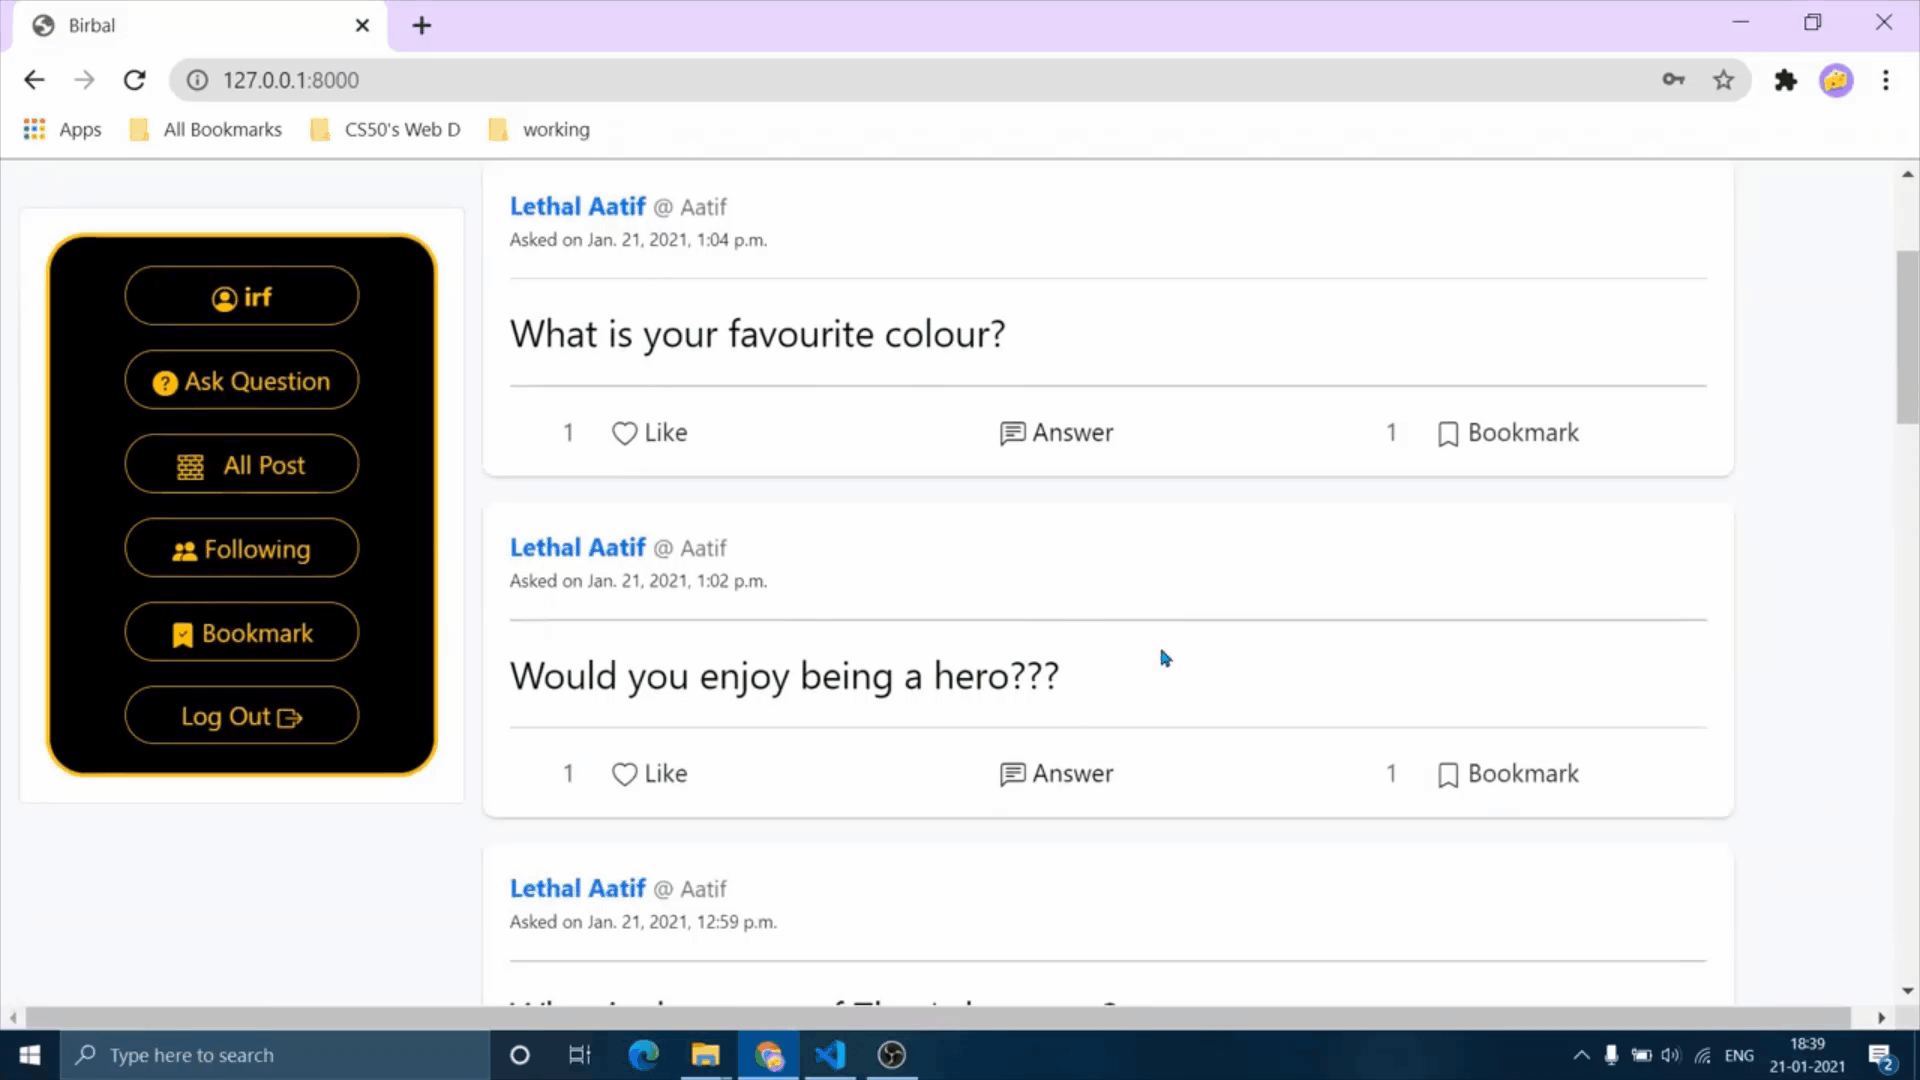 Birbal
127.0.0.1:8000
Apps
All Bookmarks
CS50's Web D
working
irf
Ask Question
All Post
Following
Bookmark
Log Out
Lethal Aatif @ Aatif
Asked on Jan. 21, 2021, 1:04 p.m.
What is your favourite colour?
1 Like Answer 1 Bookmark
Lethal Aatif @ Aatif
Asked on Jan. 21, 2021, 1:02 p.m.
Would you enjoy being a hero???
1 Like Answer 1 Bookmark
Lethal Aatif @ Aatif
Asked on Jan. 21, 2021, 12:59 p.m.
Type here to search
ENG
18:39
21-01-2021
2